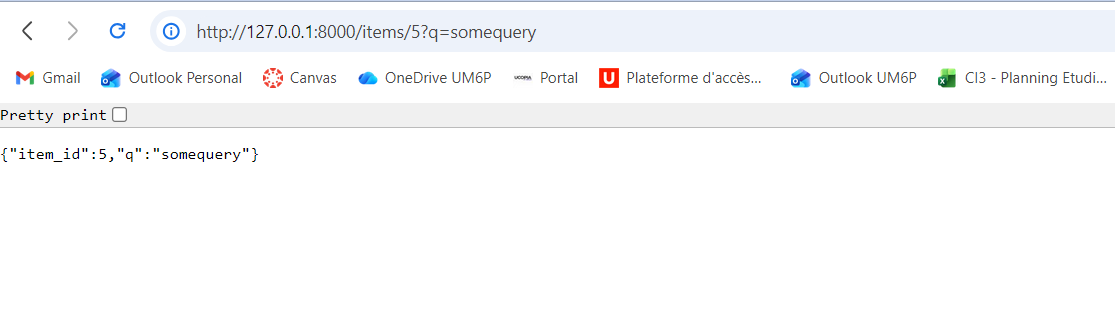 http://127.0.0.1:8000/items/5?q=somequery
Gmail Outlook Personal Canvas OneDrive UM6P UCOPIA Portal U Plateforme d'accès... Outlook UM6P CI3 - Planning Etudi...
Pretty print
{"item_id":5,"q":"somequery"}